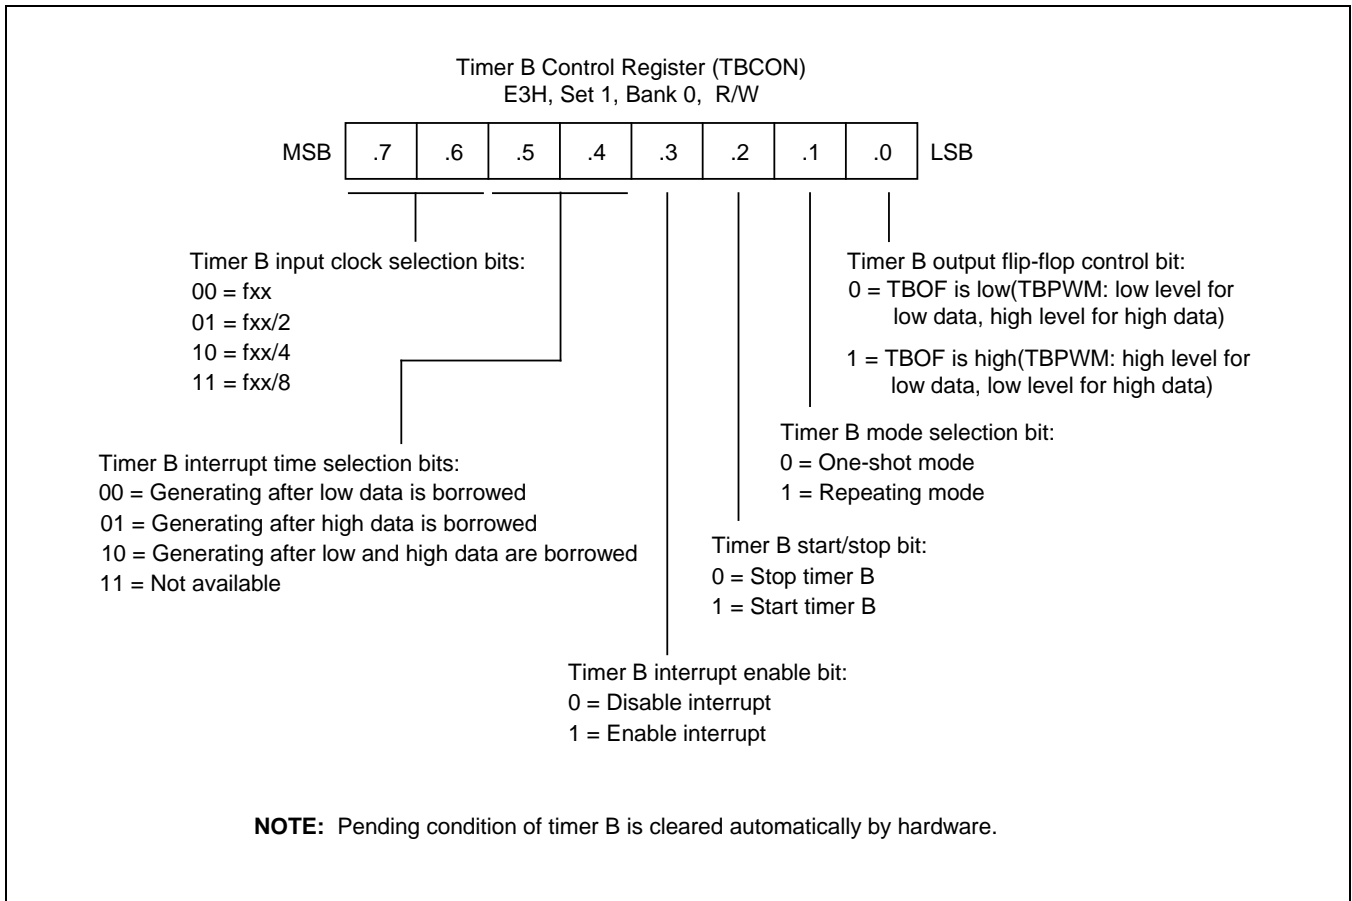 Timer B Control Register (TBCON)
E3H, Set 1, Bank 0,  R/W
MSB .7 .6 .5 .4 .3 .2 .1 .0 LSB
Timer B input clock selection bits:
00 = fxx
01 = fxx/2
10 = fxx/4
11 = fxx/8
Timer B output flip-flop control bit:
0 = TBOF is low(TBPWM: low level for
low data, high level for high data)
1 = TBOF is high(TBPWM: high level for
low data, low level for high data)
Timer B mode selection bit:
0 = One-shot mode
1 = Repeating mode
Timer B interrupt time selection bits:
00 = Generating after low data is borrowed
01 = Generating after high data is borrowed
10 = Generating after low and high data are borrowed
11 = Not available
Timer B start/stop bit:
0 = Stop timer B
1 = Start timer B
Timer B interrupt enable bit:
0 = Disable interrupt
1 = Enable interrupt
NOTE:  Pending condition of timer B is cleared automatically by hardware.